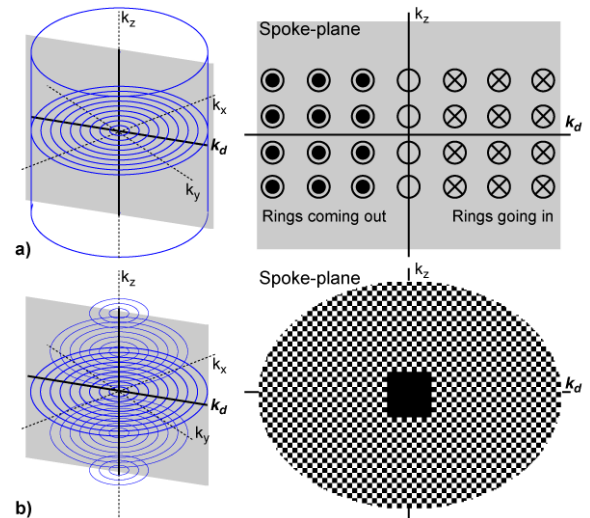 k_z
k_x
k_d
k_y
a)
Spoke-plane
k_z
k_d
Rings coming out
Rings going in
k_z
k_x
k_d
k_y
b)
Spoke-plane
k_z
k_d